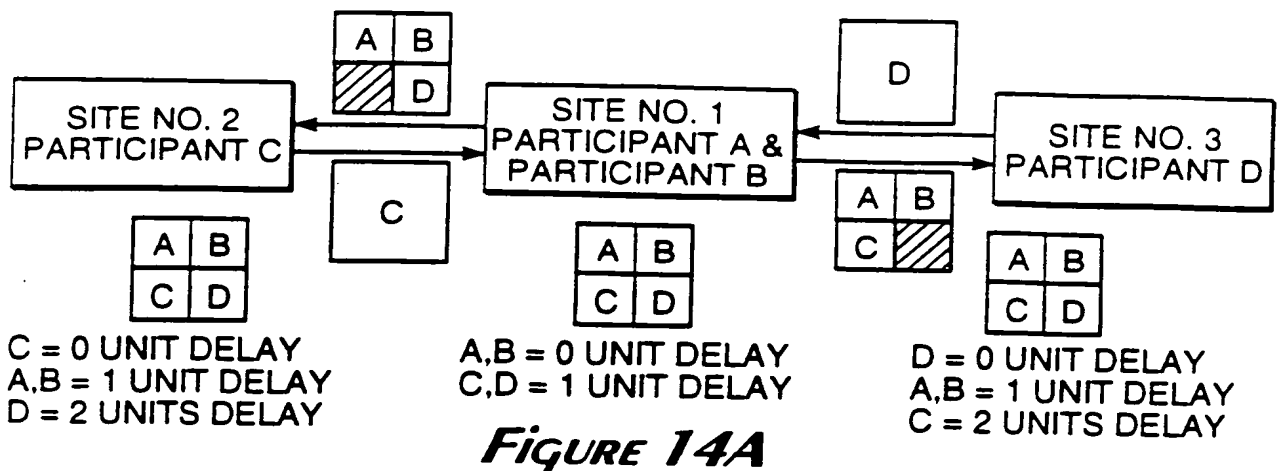 A B
D
D
SITE NO. 2
PARTICIPANT C
SITE NO. 1
PARTICIPANT A &
PARTICIPANT B
SITE NO. 3
PARTICIPANT D
C
A B
C
A B
C D
A B
C D
A B
C D
C = 0 UNIT DELAY
A,B = 1 UNIT DELAY
D = 2 UNITS DELAY
A,B = 0 UNIT DELAY
C,D = 1 UNIT DELAY
D = 0 UNIT DELAY
A,B = 1 UNIT DELAY
C = 2 UNITS DELAY
FIGURE 14A